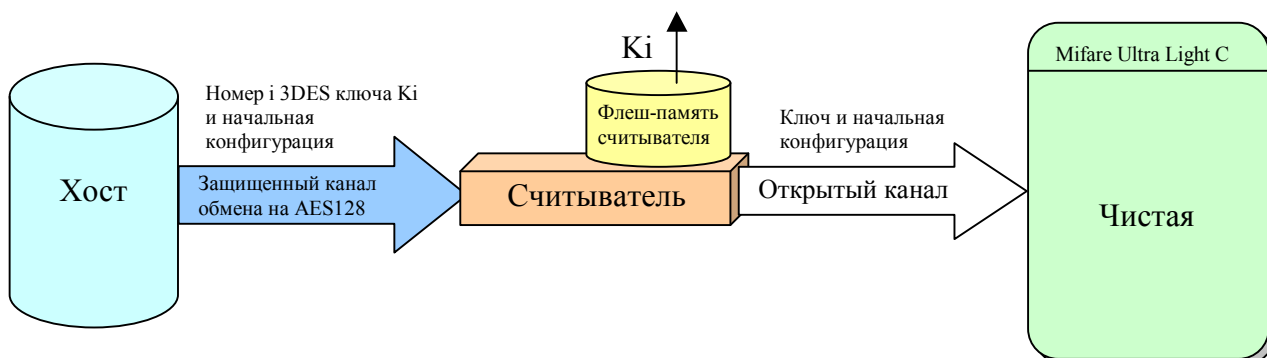 Хост
Номер i 3DES ключа Ki
и начальная
конфигурация
Защищенный канал
обмена на AES128
Ki
Флеш-память
считывателя
Считыватель
Ключ и начальная
конфигурация
Открытый канал
Mifare Ultra Light C
Чистая